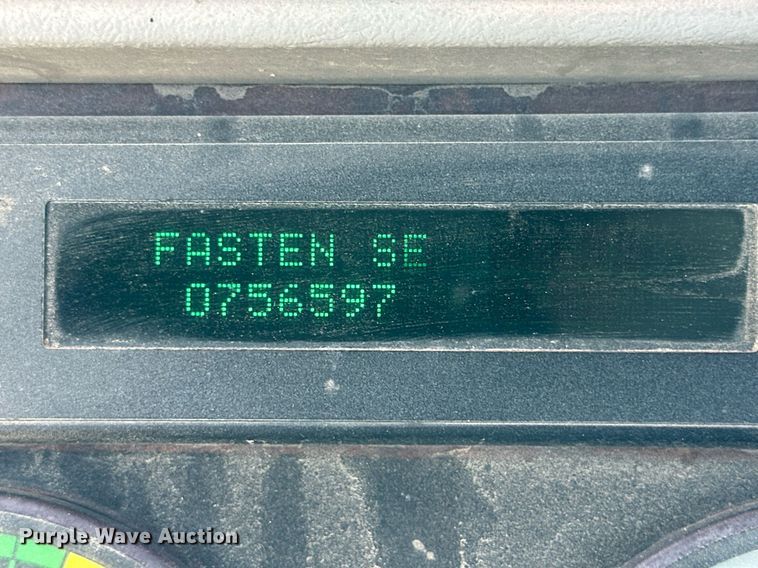 FASTEN SE
0756597
Purple Wave Auction